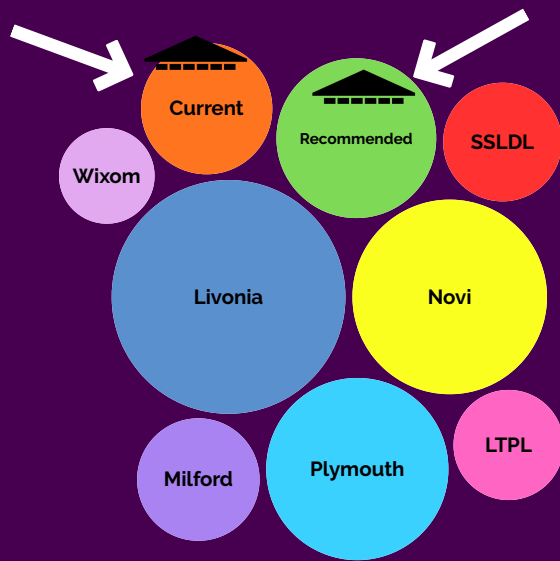 Current
Recommended
SSLDL
Wixom
Livonia
Novi
LTPL
Plymouth
Milford